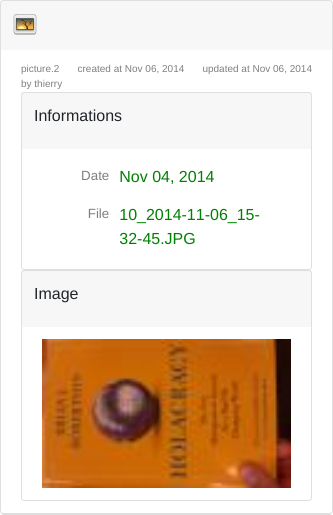 picture.2 created at Nov 06, 2014 updated at Nov 06, 2014
by thierry
Informations
Date Nov 04, 2014
File 10_2014-11-06_15-
32-45.JPG
Image
BRIAN J.
ROBERTSON
HOLACRACY